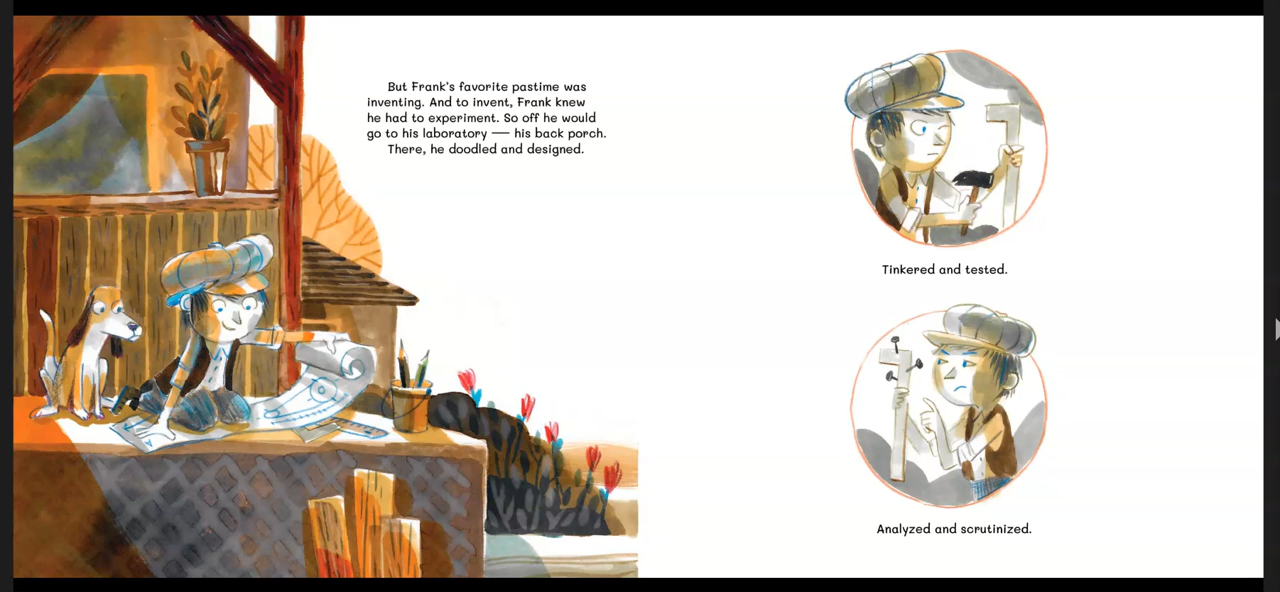 But Frank's favorite pastime was
inventing. And to invent, Frank knew
he had to experiment. So off he would
go to his laboratory — his back porch.
There, he doodled and designed.
Tinkered and tested.
Analyzed and scrutinized.